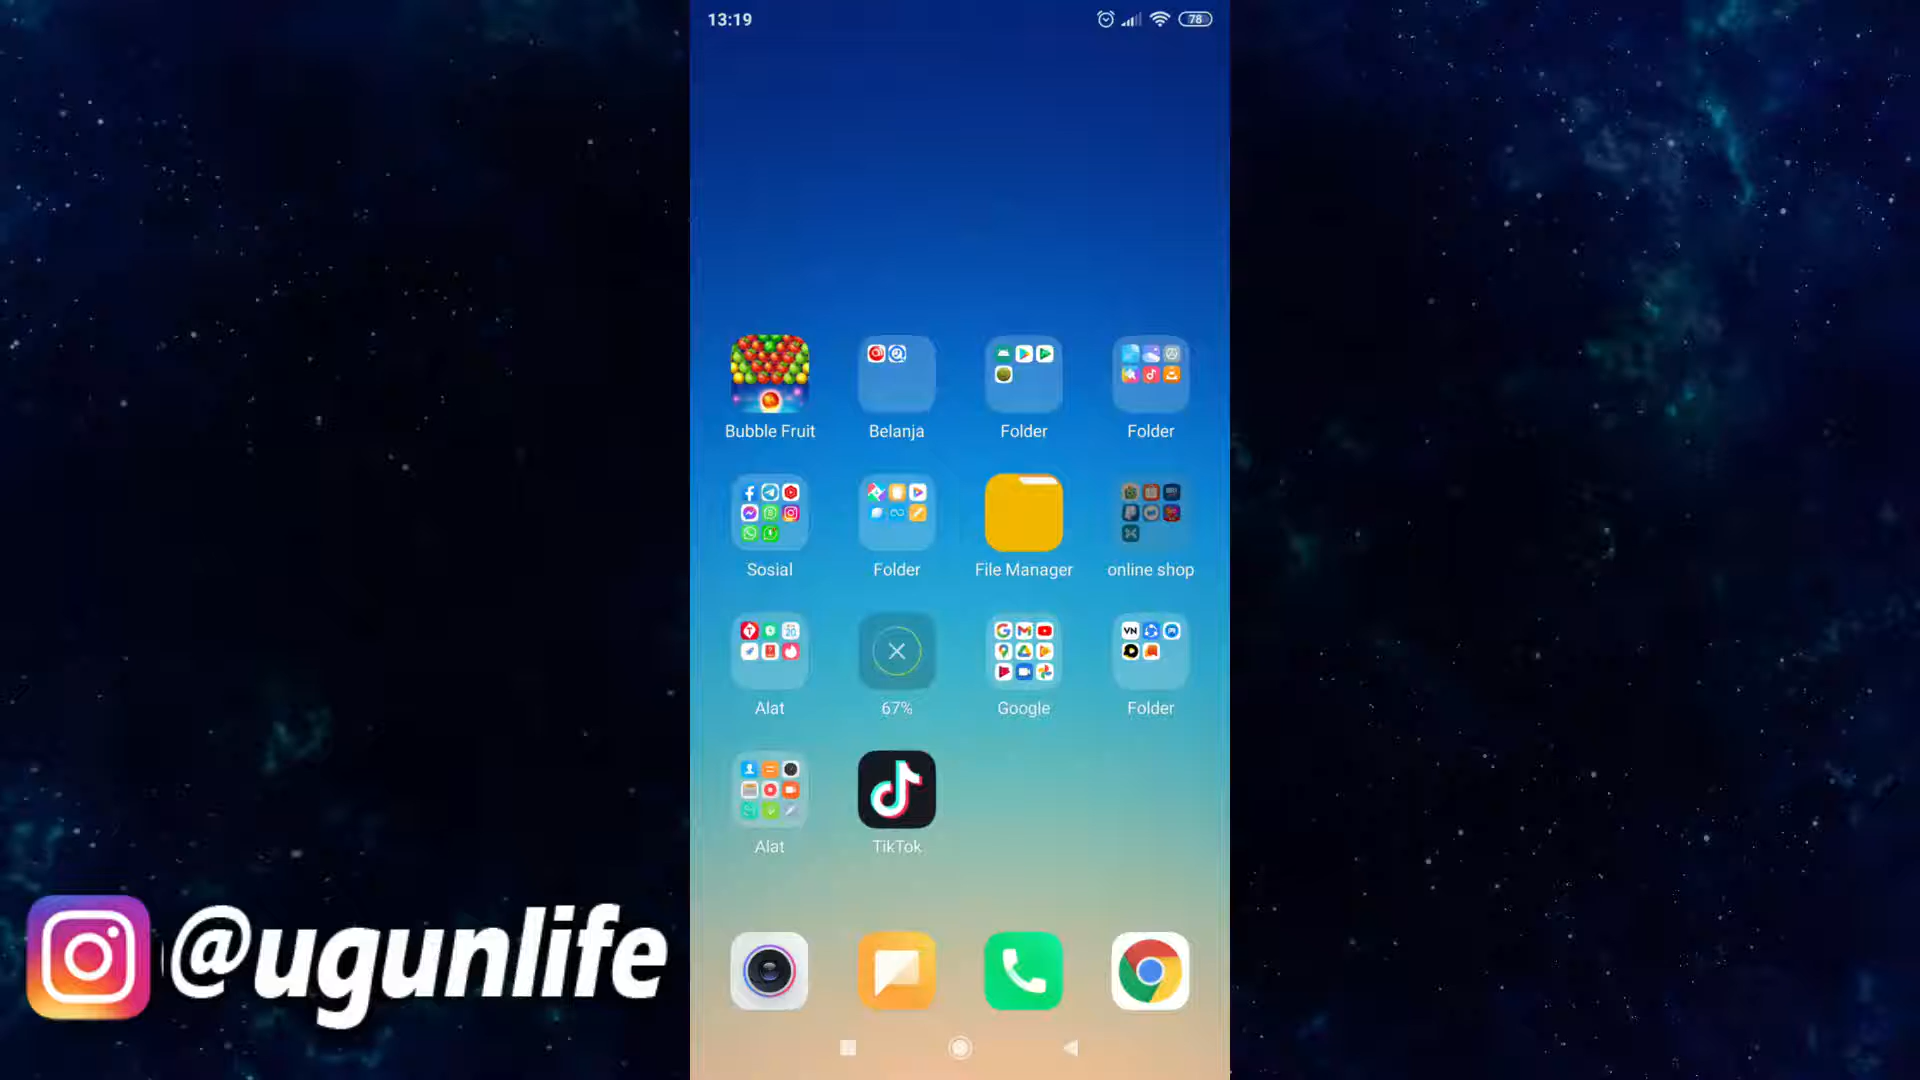 13:19
78
Bubble Fruit
Belanja
Folder
Folder
Sosial
Folder
File Manager
online shop
Alat
67%
Google
Folder
Alat
TikTok
@ugunlife